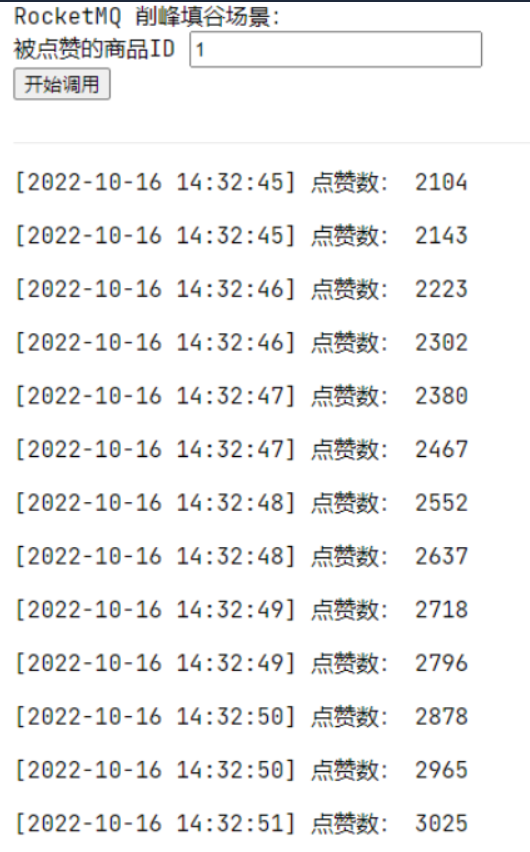 RocketMQ 削峰填谷场景:
被点赞的商品ID 1
开始调用
[2022-10-16 14:32:45] 点赞数: 2104
[2022-10-16 14:32:45] 点赞数: 2143
[2022-10-16 14:32:46] 点赞数: 2223
[2022-10-16 14:32:46] 点赞数: 2302
[2022-10-16 14:32:47] 点赞数: 2380
[2022-10-16 14:32:47] 点赞数: 2467
[2022-10-16 14:32:48] 点赞数: 2552
[2022-10-16 14:32:48] 点赞数: 2637
[2022-10-16 14:32:49] 点赞数: 2718
[2022-10-16 14:32:49] 点赞数: 2796
[2022-10-16 14:32:50] 点赞数: 2878
[2022-10-16 14:32:50] 点赞数: 2965
[2022-10-16 14:32:51] 点赞数: 3025